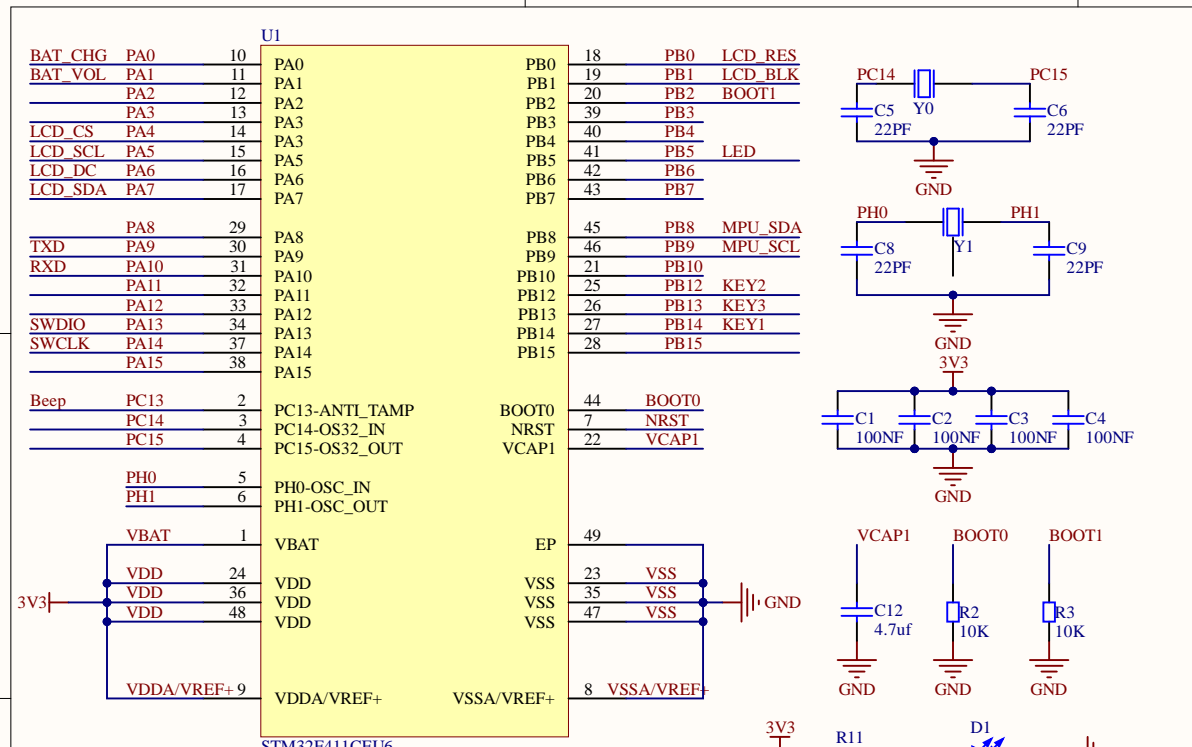 U1
BAT_CHG PA0 10 PA0 PB0 18 PB0 LCD_RES
BAT_VOL PA1 11 PA1 PB1 19 PB1 LCD_BLK
PA2 12 PA2 PB2 20 PB2 BOOT1
PA3 13 PA3 PB3 39 PB3
LCD_CS PA4 14 PA3 PB4 40 PB4
LCD_SCL PA5 15 PA5 PB5 41 PB5 LED
LCD_DC PA6 16 PA6 PB6 42 PB6
LCD_SDA PA7 17 PA7 PB7 43 PB7
PA8 29 PA8 PB8 45 PB8 MPU_SDA
TXD PA9 30 PA9 PB9 46 PB9 MPU_SCL
RXD PA10 31 PA10 PB10 21 PB10
PA11 32 PA11 PB12 25 PB12 KEY2
PA12 33 PA12 PB13 26 PB13 KEY3
SWDIO PA13 34 PA13 PB14 27 PB14 KEY1
SWCLK PA14 37 PA14 PB15 28 PB15
PA15 38 PA15
Beep PC13 2 PC13-ANTI_TAMP BOOT0 44 BOOT0
PC14 3 PC14-OS32_IN NRST 7 NRST
PC15 4 PC15-OS32_OUT VCAP1 22 VCAP1
PH0 5 PH0-OSC_IN
PH1 6 PH1-OSC_OUT
VBAT 1 VBAT EP 49
VDD 24 VDD VSS 23 VSS
3V3 VDD 36 VDD VSS 35 VSS GND
VDD 48 VDD VSS 47 VSS
VDDA/VREF+ 9 VDDA/VREF+ VSSA/VREF+ 8 VSSA/VREF+
STM32F411CEU6
PC14 PC15
Y0
C5 C6
22PF 22PF
GND
PH0 PH1
Y1
C8 C9
22PF 22PF
GND
3V3
C1 C2 C3 C4
100NF 100NF 100NF 100NF
GND
VCAP1 BOOT0 BOOT1
C12 R2 R3
4.7uf 10K 10K
GND GND GND
3V3 R11 D1